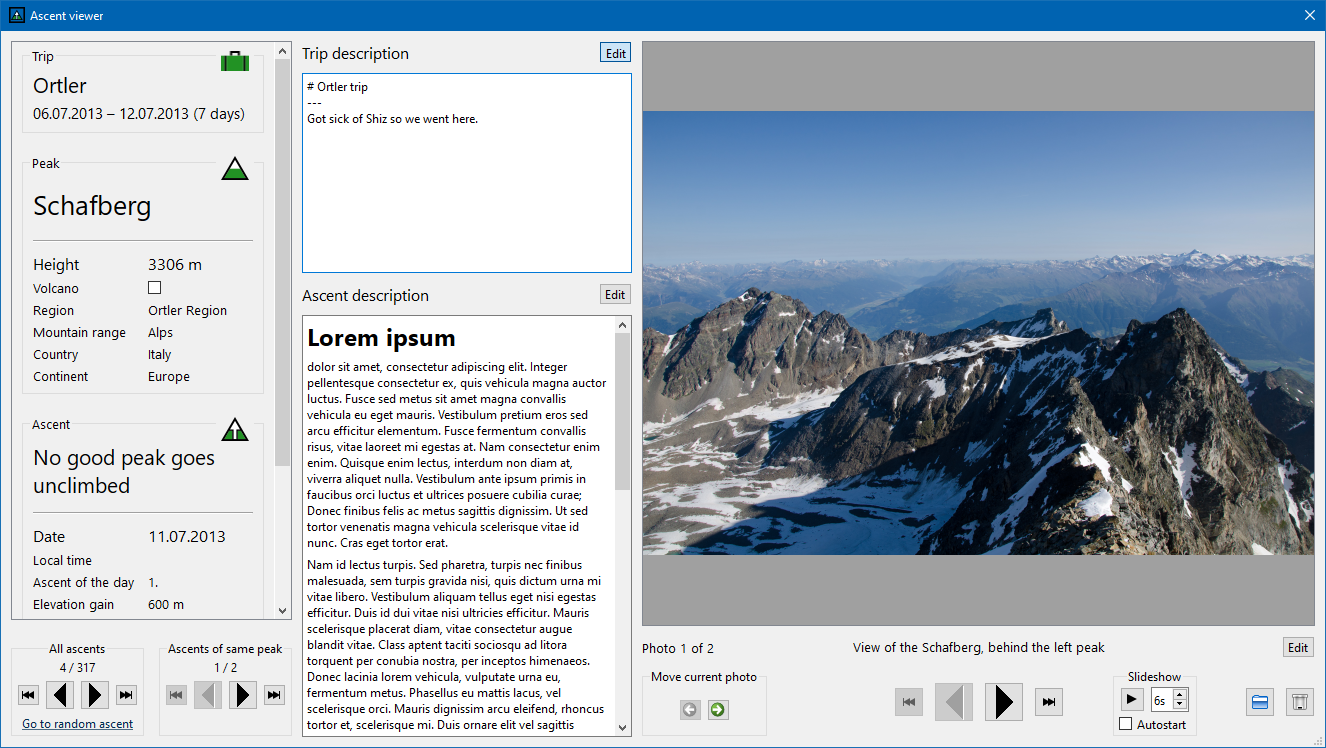 Ascent viewer
Trip
Ortler
06.07.2013 – 12.07.2013 (7 days)
Peak
Schafberg
Height 3306 m
Volcano
Region Ortler Region
Mountain range Alps
Country Italy
Continent Europe
Ascent
No good peak goes
unclimbed
Date 11.07.2013
Local time
Ascent of the day 1.
Elevation gain 600 m
All ascents
4 / 317
Go to random ascent
Ascents of same peak
1 / 2
Trip description Edit
# Ortler trip
---
Got sick of Shiz so we went here.
Ascent description Edit
Lorem ipsum
dolor sit amet, consectetur adipiscing elit. Integer
pellentesque consectetur ex, quis vehicula magna auctor
luctus. Fusce sed metus sit amet magna convallis
vehicula eu eget mauris. Vestibulum pretium eros sed
arcu efficitur elementum. Fusce fermentum convallis
risus, vitae laoreet mi egestas at. Nam consectetur enim
enim. Quisque enim lectus, interdum non diam at,
viverra aliquet nulla. Vestibulum ante ipsum primis in
faucibus orci luctus et ultrices posuere cubilia curae;
Donec finibus felis ac metus sagittis dignissim. Ut sed
tortor venenatis magna vehicula scelerisque vitae id
nunc. Cras eget tortor erat.
Nam id lectus turpis. Sed pharetra, turpis nec finibus
malesuada, sem turpis gravida nisi, quis dictum urna mi
vitae libero. Vestibulum aliquam tellus eget nisi egestas
efficitur. Duis id dui vitae nisi ultricies efficitur. Mauris
scelerisque placerat diam, vitae consectetur augue
blandit vitae. Class aptent taciti sociosqu ad litora
torquent per conubia nostra, per inceptos himenaeos.
Donec lacinia lorem vehicula, vulputate urna eu,
fermentum metus. Phasellus eu mattis lacus, vel
scelerisque orci. Mauris dignissim arcu eleifend, rhoncus
tortor et, scelerisque mi. Duis ornare elit vel sagittis
Photo 1 of 2
View of the Schafberg, behind the left peak
Edit
Move current photo
Slideshow
6s
Autostart